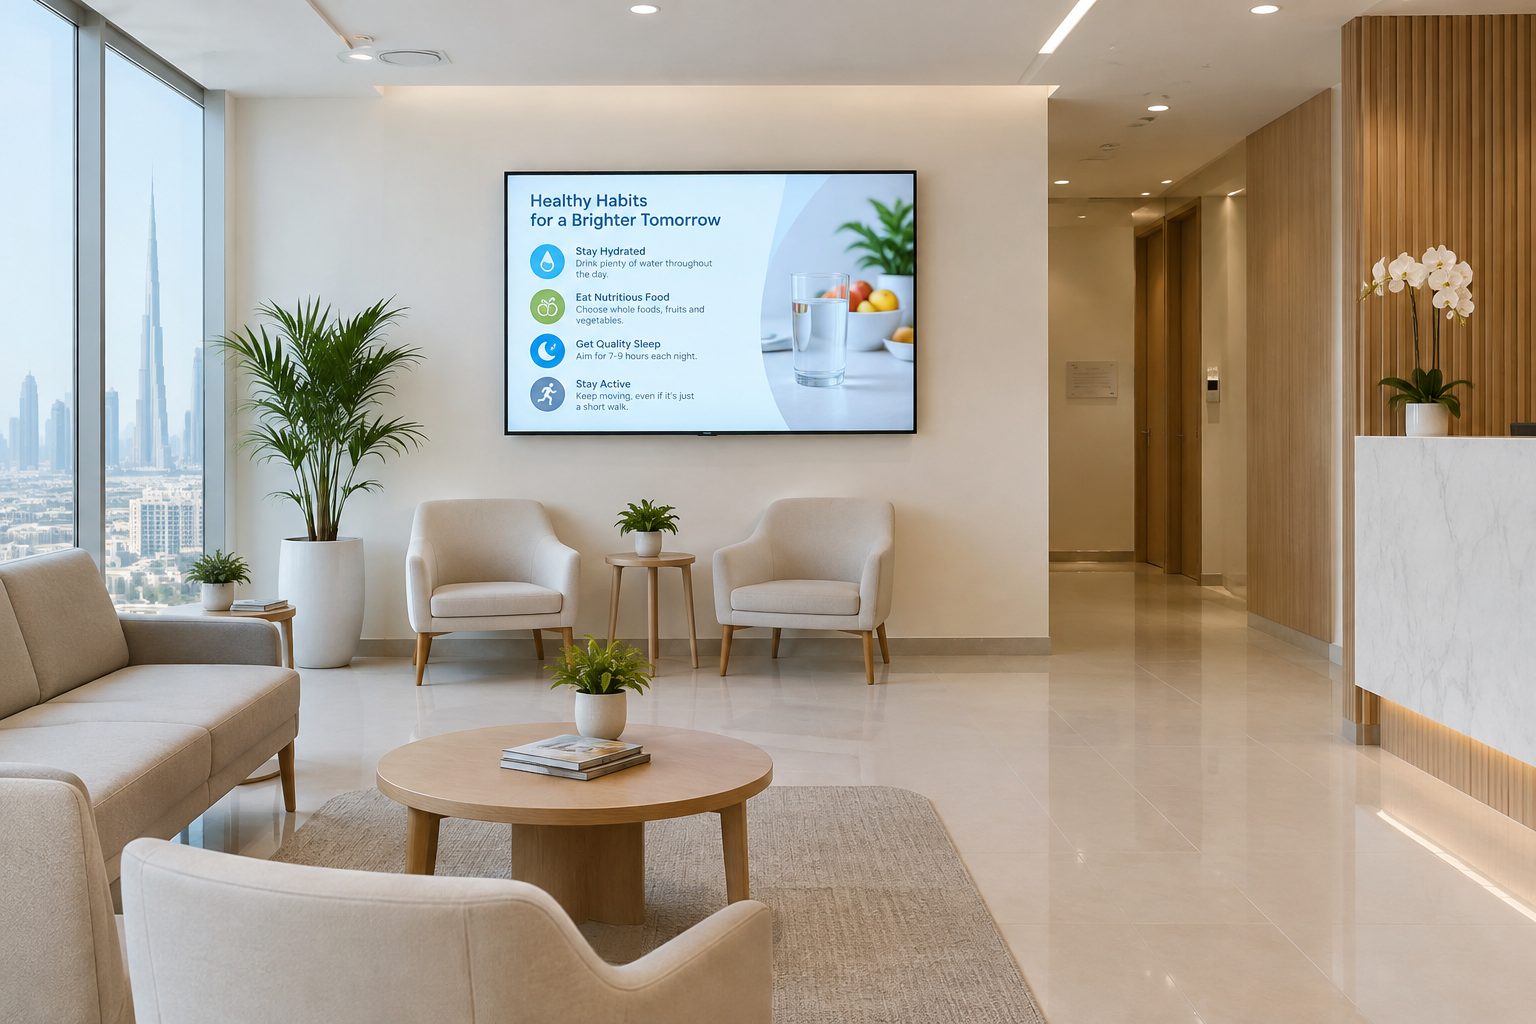 Healthy Habits
for a Brighter Tomorrow
Stay Hydrated
Drink plenty of water throughout
the day.
Eat Nutritious Food
Choose whole foods, fruits and
vegetables.
Get Quality Sleep
Aim for 7-9 hours each night.
Stay Active
Keep moving, even if it's just
a short walk.